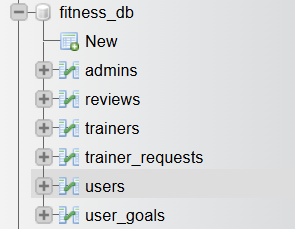 fitness_db
New
admins
reviews
trainers
trainer_requests
users
user_goals